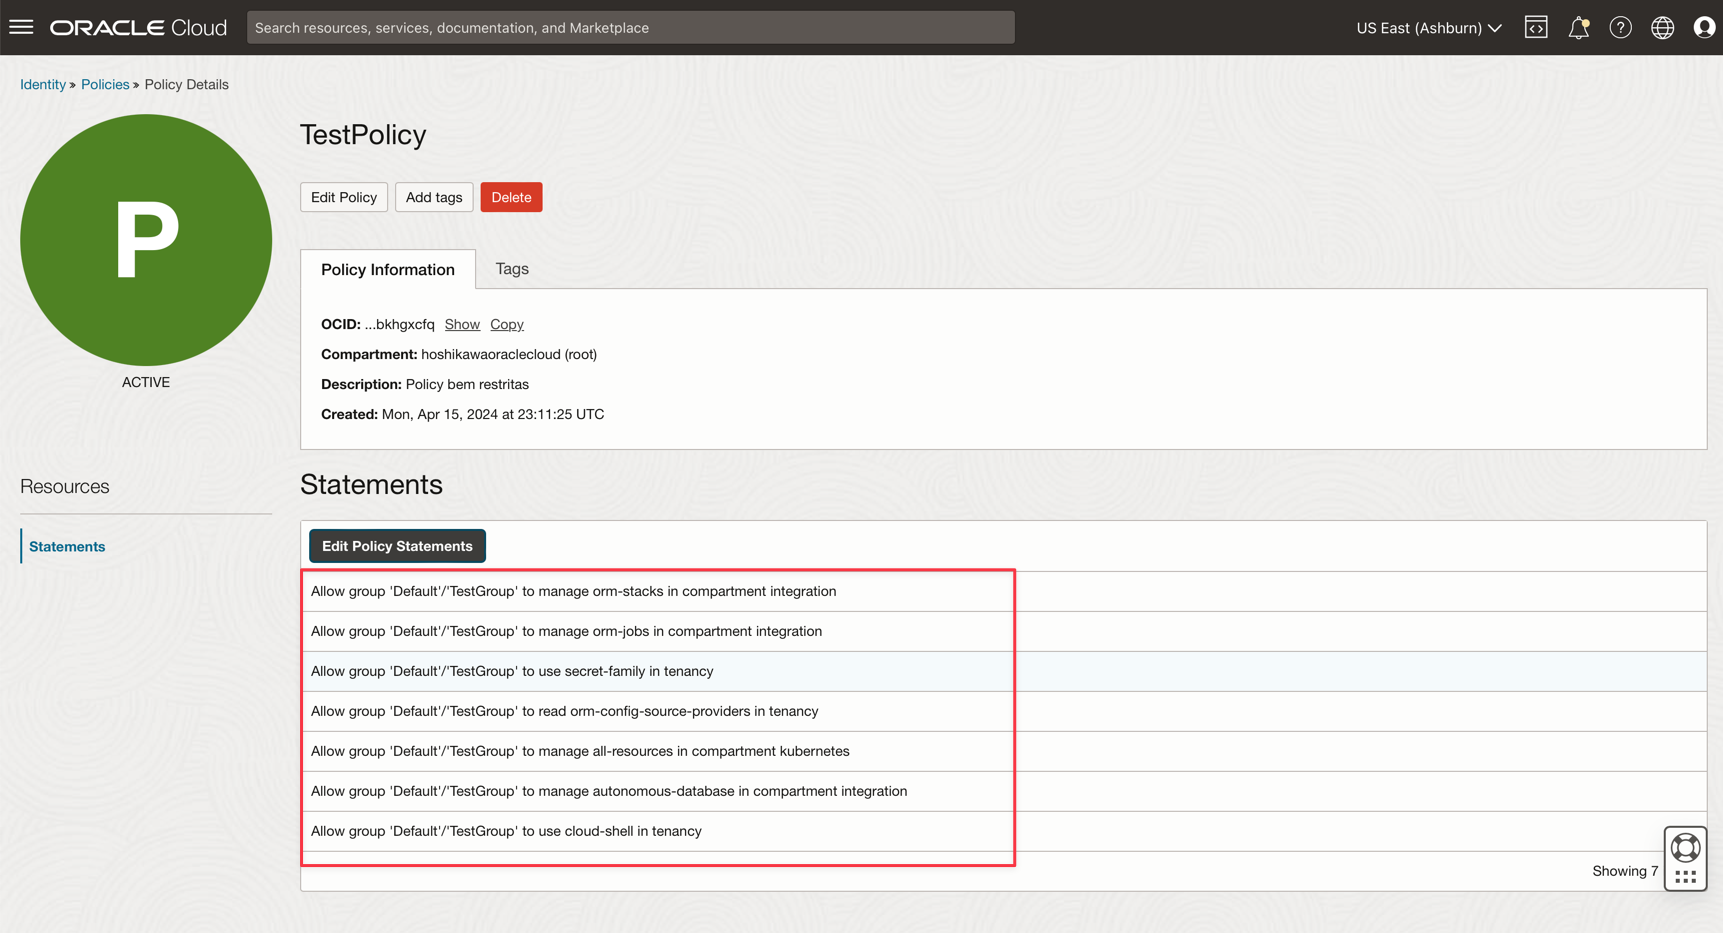 ORACLE Cloud
Search resources, services, documentation, and Marketplace
US East (Ashburn)
Identity » Policies » Policy Details
P
ACTIVE
TestPolicy
Edit Policy
Add tags
Delete
Policy Information
Tags
OCID: ...bkhgxcfq Show Copy
Compartment: hoshikawaoraclecloud (root)
Description: Policy bem restritas
Created: Mon, Apr 15, 2024 at 23:11:25 UTC
Resources
Statements
Statements
Edit Policy Statements
Allow group 'Default'/'TestGroup' to manage orm-stacks in compartment integration
Allow group 'Default'/'TestGroup' to manage orm-jobs in compartment integration
Allow group 'Default'/'TestGroup' to use secret-family in tenancy
Allow group 'Default'/'TestGroup' to read orm-config-source-providers in tenancy
Allow group 'Default'/'TestGroup' to manage all-resources in compartment kubernetes
Allow group 'Default'/'TestGroup' to manage autonomous-database in compartment integration
Allow group 'Default'/'TestGroup' to use cloud-shell in tenancy
Showing 7